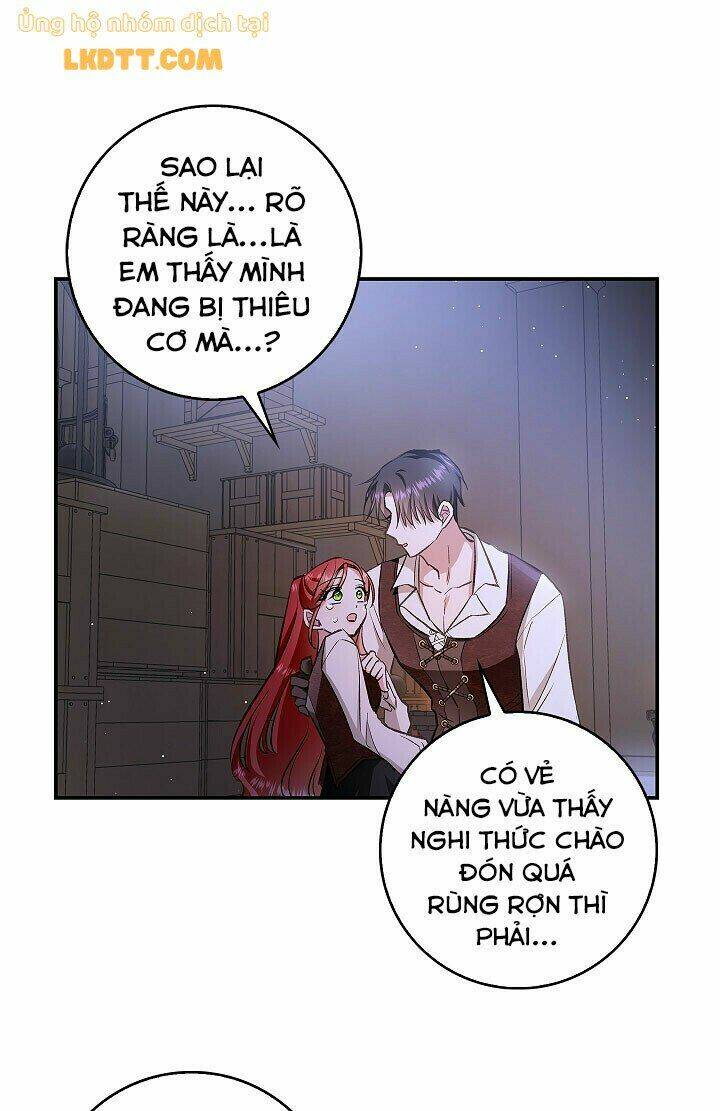 Ủng hộ nhóm dịch tại
LKDTT.COM
SAO LẠI
THẾ NÀY... RÕ
RÀNG LÀ...LÀ
EM THẤY MÌNH
ĐANG BỊ THIÊU
CƠ MÀ...?
CÓ VẺ
NÀNG VỪA THẤY
NGHI THỨC CHÀO
ĐÓN QUÁ
RÙNG RỢN THÌ
PHẢI...